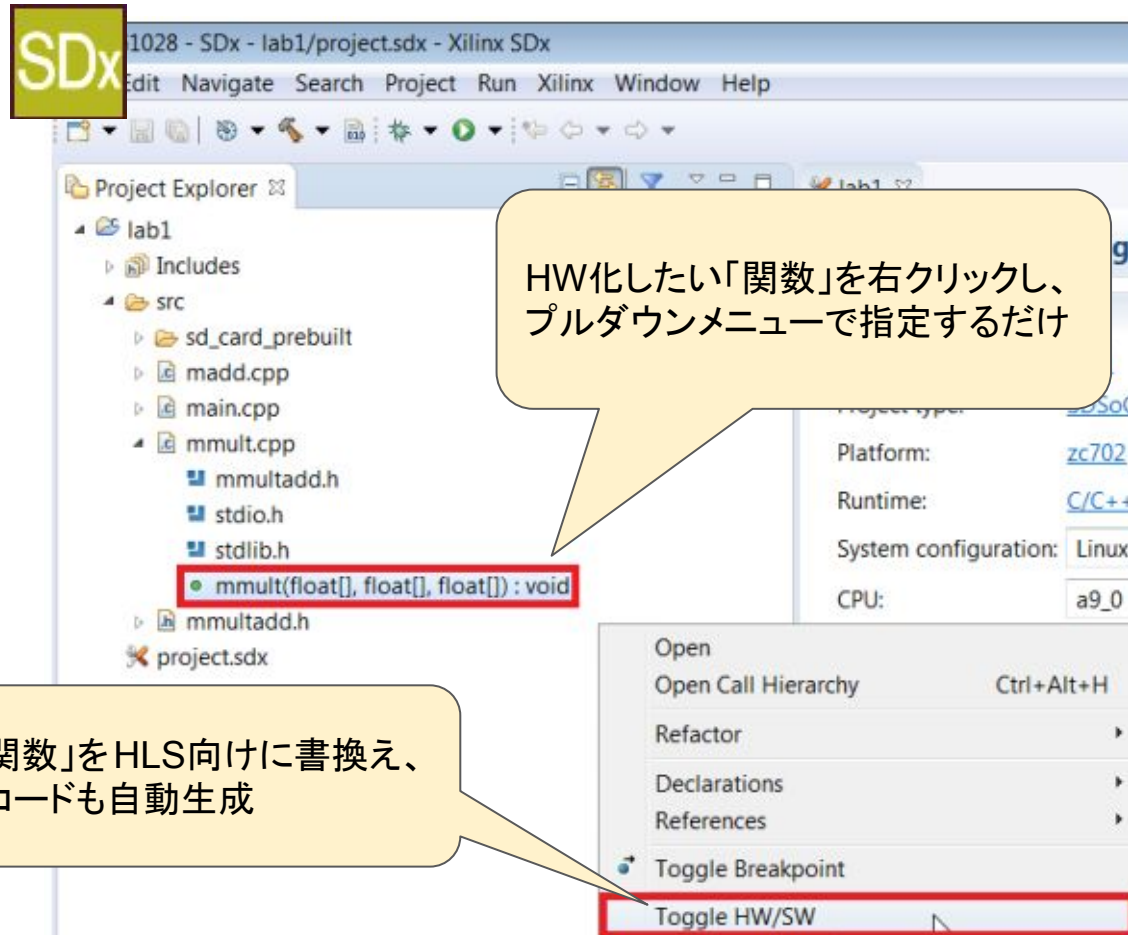 SDx
1028 - SDx - lab1/project.sdx - Xilinx SDx
Edit Navigate Search Project Run Xilinx Window Help
Project Explorer
lab1
lab1
Includes
src
sd_card_prebuilt
madd.cpp
main.cpp
mmult.cpp
mmultadd.h
stdio.h
stdlib.h
mmult(float[], float[], float[]) : void
mmultadd.h
project.sdx
HW化したい「関数」を右クリックし、
プルダウンメニューで指定するだけ
Platform: zc702
Runtime: C/C++
System configuration: Linux
CPU: a9_0
関数」をHLS向けに書換え、
コードも自動生成
Open
Open Call Hierarchy Ctrl+Alt+H
Refactor
Declarations
References
Toggle Breakpoint
Toggle HW/SW